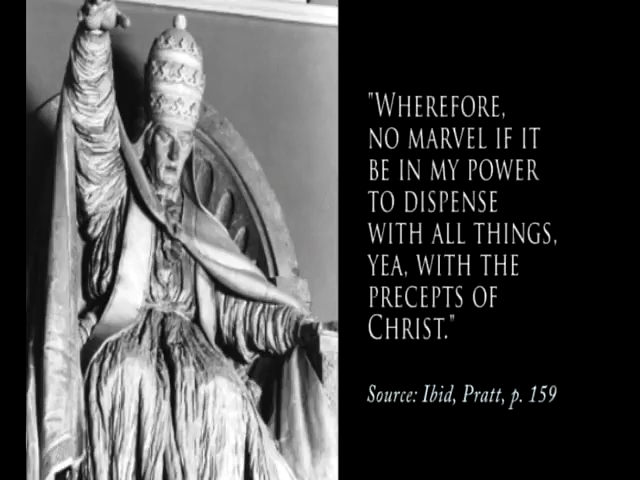 "WHEREFORE,
NO MARVEL IF IT
BE IN MY POWER
TO DISPENSE
WITH ALL THINGS,
YEA, WITH THE
PRECEPTS OF
CHRIST."
Source: Ibid, Pratt, p. 159